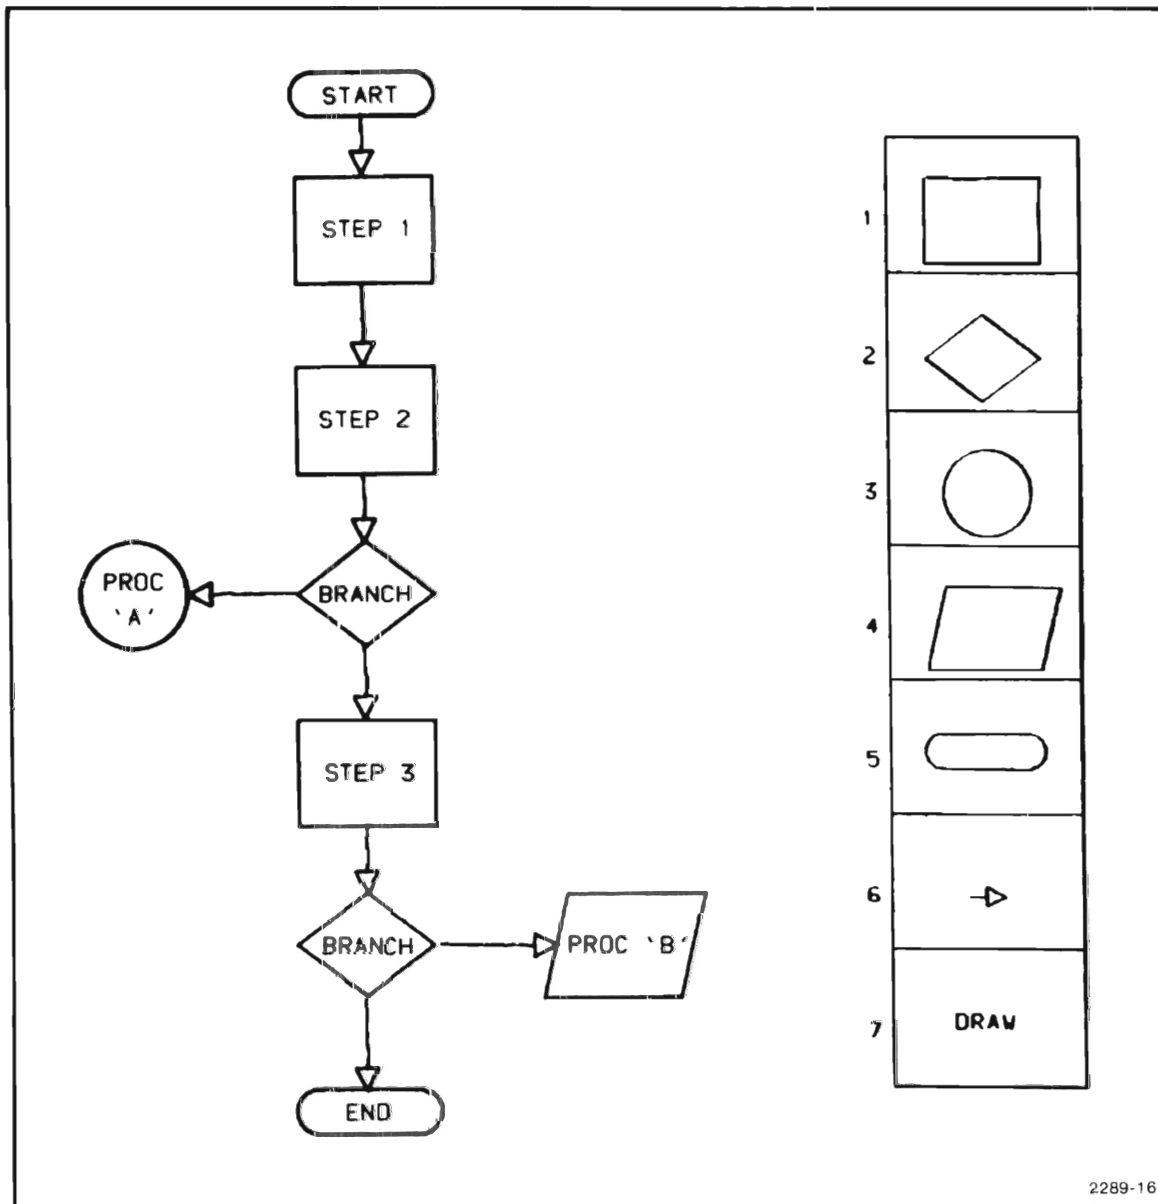 START
STEP 1
STEP 2
PROC
'A'
BRANCH
STEP 3
BRANCH
PROC 'B'
END
1
2
3
4
5
6
7
DRAW
2289-16